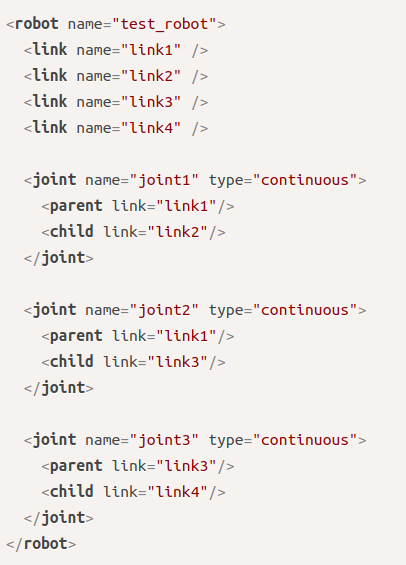 <robot name="test_robot">
  <link name="link1" />
  <link name="link2" />
  <link name="link3" />
  <link name="link4" />

  <joint name="joint1" type="continuous">
    <parent link="link1"/>
    <child link="link2"/>
  </joint>

  <joint name="joint2" type="continuous">
    <parent link="link1"/>
    <child link="link3"/>
  </joint>

  <joint name="joint3" type="continuous">
    <parent link="link3"/>
    <child link="link4"/>
  </joint>
</robot>